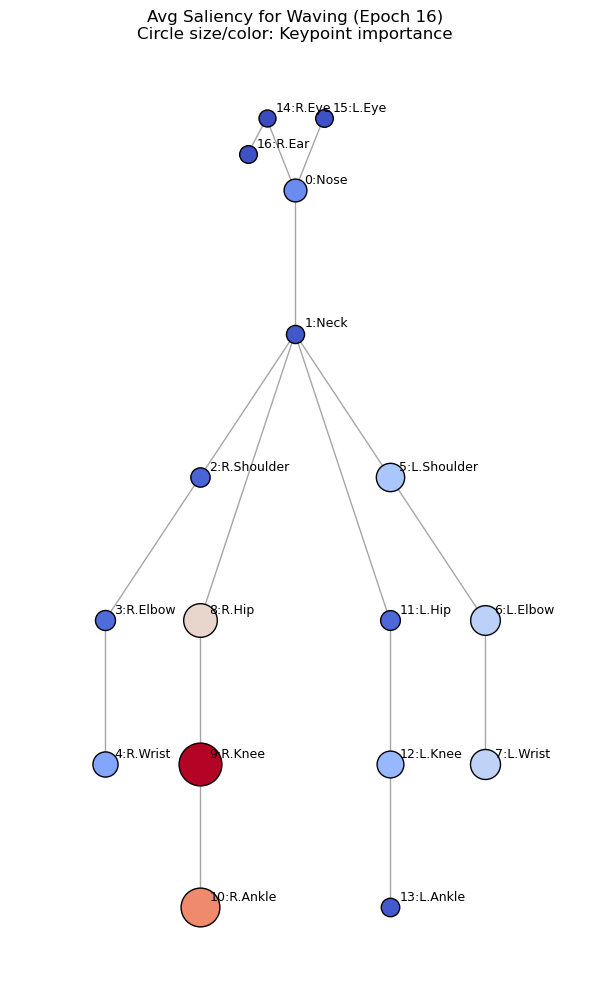 Avg Saliency for Waving (Epoch 16)
Circle size/color: Keypoint importance
14:R.Eye
15:L.Eye
16:R.Ear
0:Nose
1:Neck
2:R.Shoulder
5:L.Shoulder
3:R.Elbow
8:R.Hip
11:L.Hip
6:L.Elbow
4:R.Wrist
9:R.Knee
12:L.Knee
7:L.Wrist
10:R.Ankle
13:L.Ankle